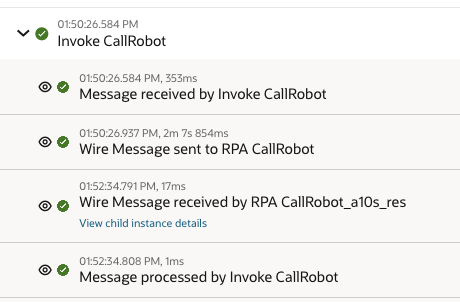 01:50:26.584 PM
Invoke CallRobot
01:50:26.584 PM, 353ms
Message received by Invoke CallRobot
01:50:26.937 PM, 2m 7s 854ms
Wire Message sent to RPA CallRobot
01:52:34.791 PM, 17ms
Wire Message received by RPA CallRobot_a10s_res
View child instance details
01:52:34.808 PM, 1ms
Message processed by Invoke CallRobot